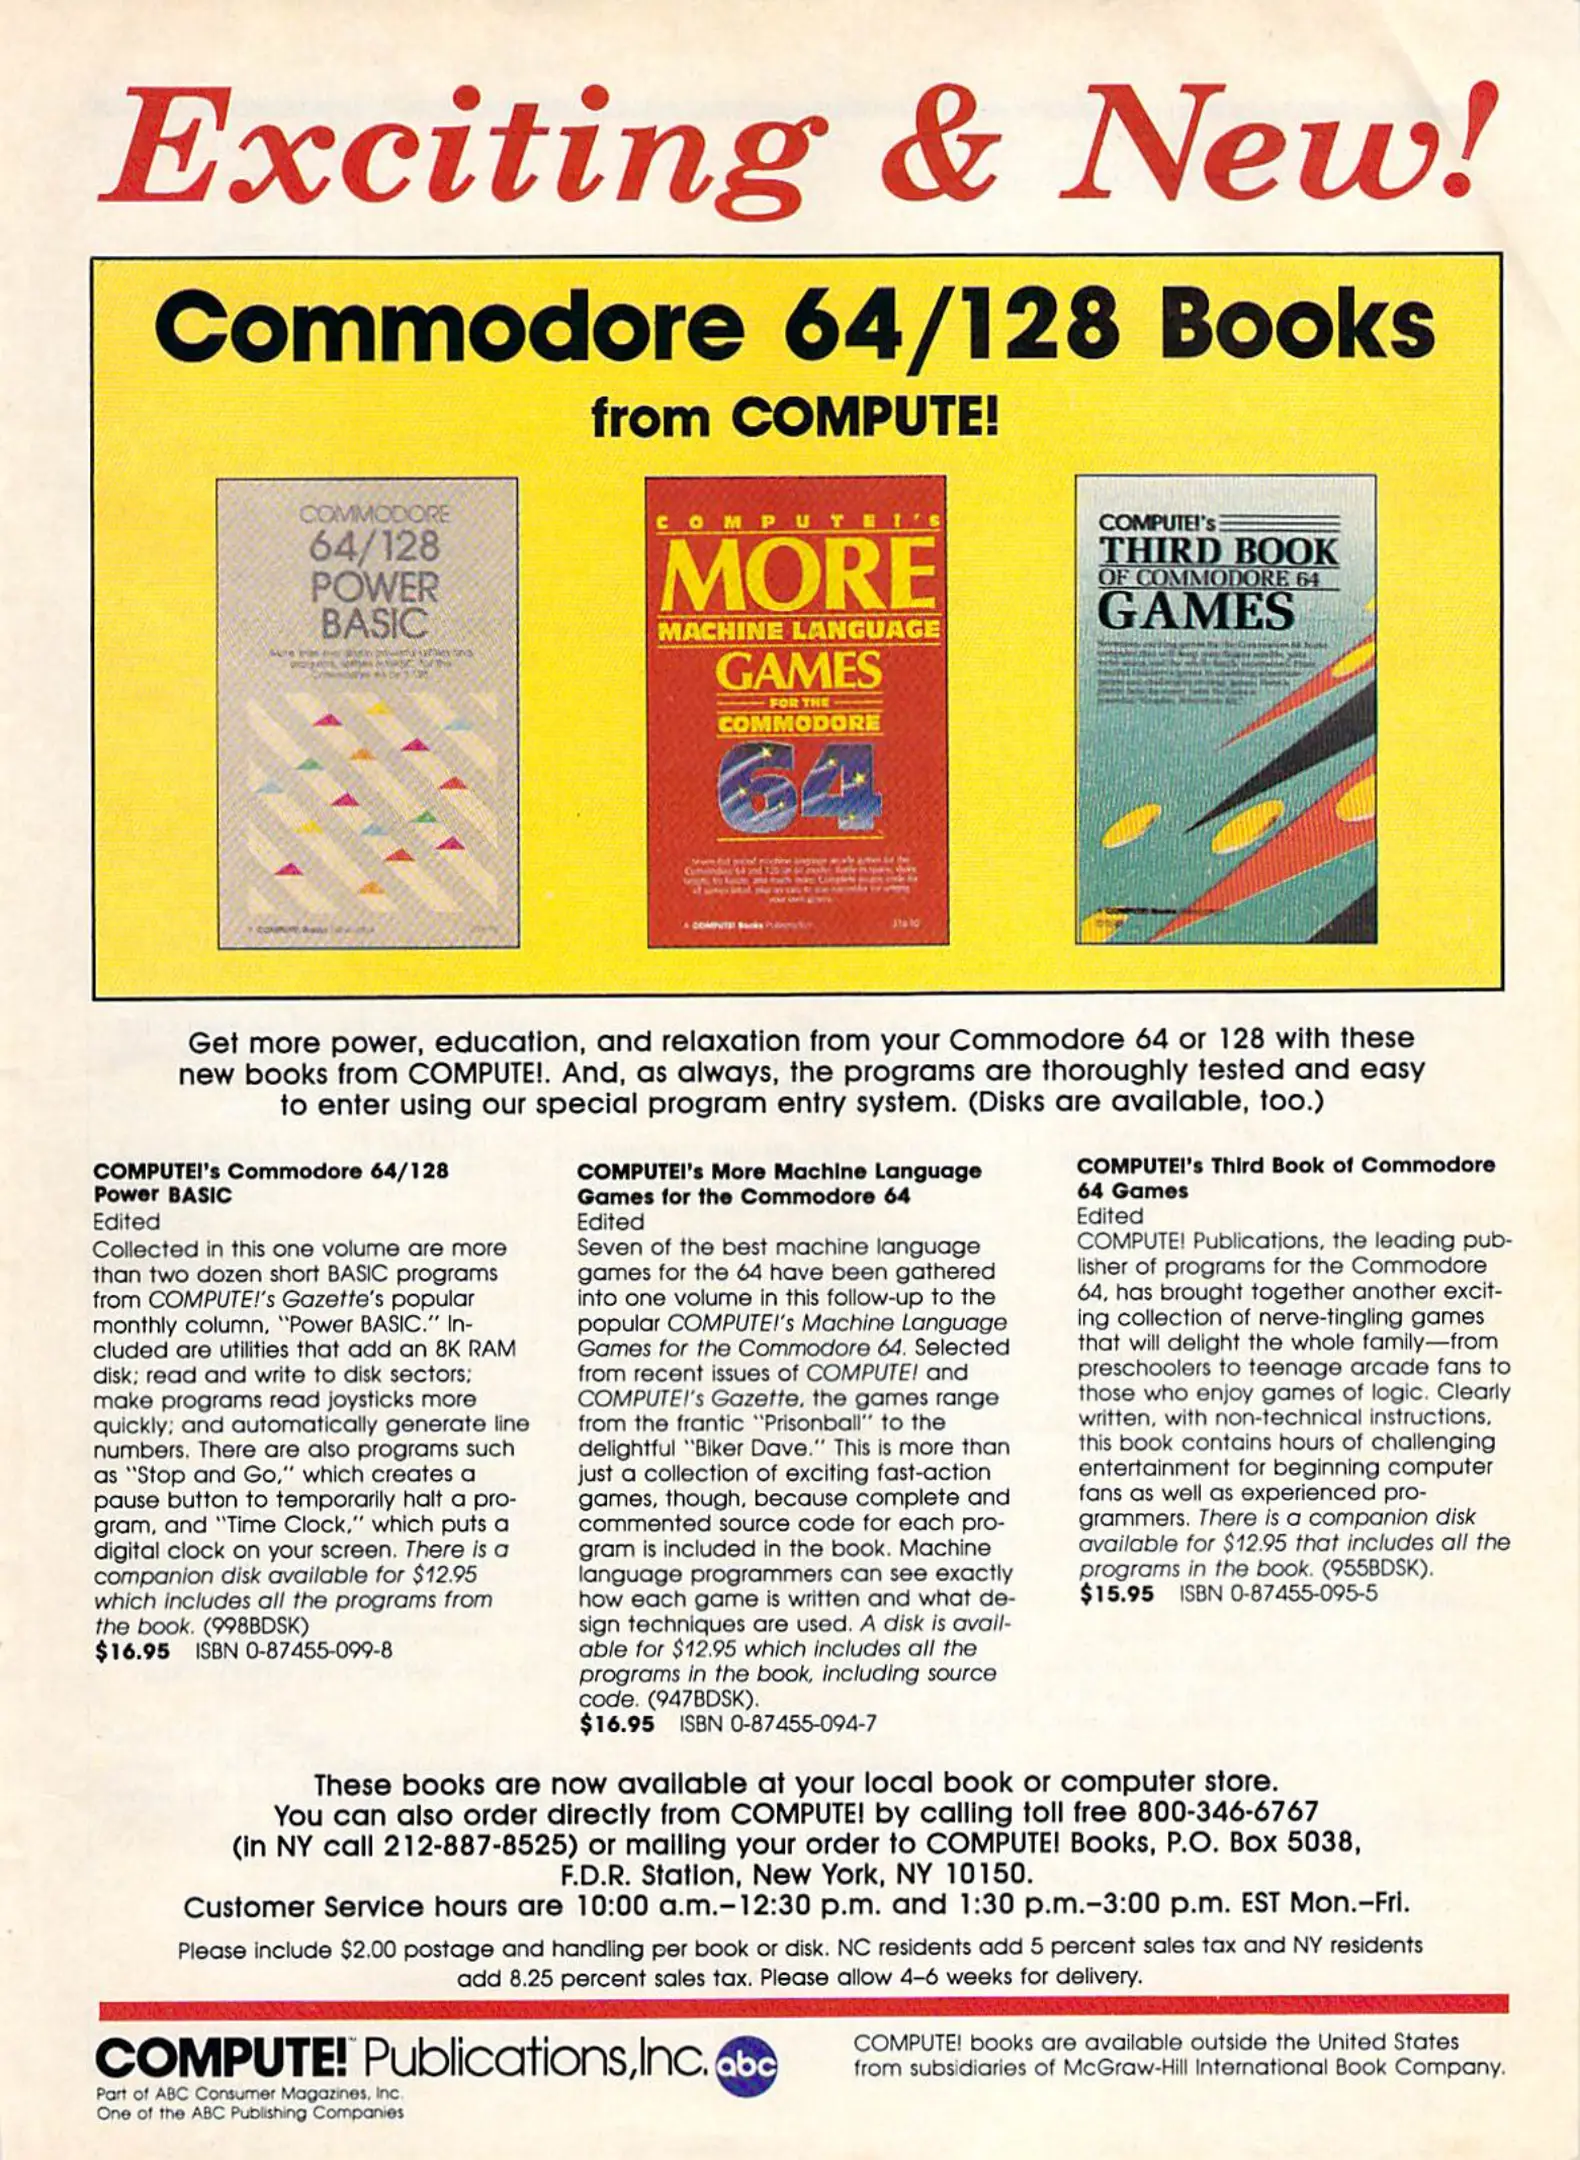 Exciting & New!
Commodore 64/128 Books
from COMPUTE!
COMMODORE
64/128
POWER
BASIC
COMPUTE!'s
MORE
MACHINE LANGUAGE
GAMES
FOR THE
COMMODORE
64
COMPUTE!'s
THIRD BOOK
OF COMMODORE 64
GAMES
Get more power, education, and relaxation from your Commodore 64 or 128 with these
new books from COMPUTE!. And, as always, the programs are thoroughly tested and easy
to enter using our special program entry system. (Disks are available, too.)
COMPUTE!'s Commodore 64/128
Power BASIC
Edited
Collected in this one volume are more
than two dozen short BASIC programs
from COMPUTE!'s Gazette's popular
monthly column, "Power BASIC." In-
cluded are utilities that add an 8K RAM
disk; read and write to disk sectors;
make programs read joysticks more
quickly; and automatically generate line
numbers. There are also programs such
as "Stop and Go," which creates a
pause button to temporarily halt a pro-
gram, and "Time Clock," which puts a
digital clock on your screen. There is a
companion disk available for $12.95
which includes all the programs from
the book. (998BDSK)
$16.95 ISBN 0-87455-099-8
COMPUTE!'s More Machine Language
Games for the Commodore 64
Edited
Seven of the best machine language
games for the 64 have been gathered
into one volume in this follow-up to the
popular COMPUTE!'s Machine Language
Games for the Commodore 64. Selected
from recent issues of COMPUTE! and
COMPUTE!'s Gazette, the games range
from the frantic "Prisonball" to the
delightful "Biker Dave." This is more than
just a collection of exciting fast-action
games, though, because complete and
commented source code for each pro-
gram is included in the book. Machine
language programmers can see exactly
how each game is written and what de-
sign techniques are used. A disk is avail-
able for $12.95 which includes all the
programs in the book, including source
code. (947BDSK).
$16.95 ISBN 0-87455-094-7
COMPUTE!'s Third Book of Commodore
64 Games
Edited
COMPUTE! Publications, the leading pub-
lisher of programs for the Commodore
64, has brought together another excit-
ing collection of nerve-tingling games
that will delight the whole family—from
preschoolers to teenage arcade fans to
those who enjoy games of logic. Clearly
written, with non-technical instructions,
this book contains hours of challenging
entertainment for beginning computer
fans as well as experienced pro-
grammers. There is a companion disk
available for $12.95 that includes all the
programs in the book. (955BDSK).
$15.95 ISBN 0-87455-095-5
These books are now available at your local book or computer store.
You can also order directly from COMPUTE! by calling toll free 800-346-6767
(in NY call 212-887-8525) or mailing your order to COMPUTE! Books, P.O. Box 5038,
F.D.R. Station, New York, NY 10150.
Customer Service hours are 10:00 a.m.–12:30 p.m. and 1:30 p.m.–3:00 p.m. EST Mon.–Fri.
Please include $2.00 postage and handling per book or disk. NC residents add 5 percent sales tax and NY residents
add 8.25 percent sales tax. Please allow 4–6 weeks for delivery.
COMPUTE!™ Publications,Inc. abc
Part of ABC Consumer Magazines, Inc.
One of the ABC Publishing Companies
COMPUTE! books are available outside the United States
from subsidiaries of McGraw-Hill International Book Company.